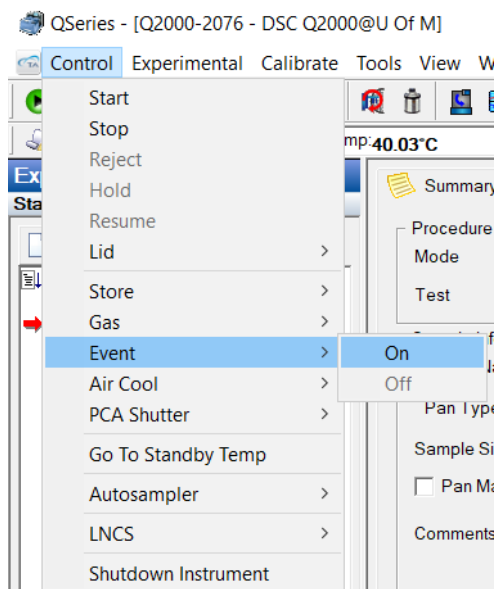 QSeries - [Q2000-2076 - DSC Q2000@U Of M]
Control Experimental Calibrate Tools View
mp:40.03°C
Start
Stop
Reject
Hold
Resume
Lid
Store
Gas
Event
Air Cool
PCA Shutter
Go To Standby Temp
Autosampler
LNCS
Shutdown Instrument
On
Off
Ex
Sta
Summary
Procedure
Mode
Test
Pan Type
Sample Si
Pan Ma
Comments